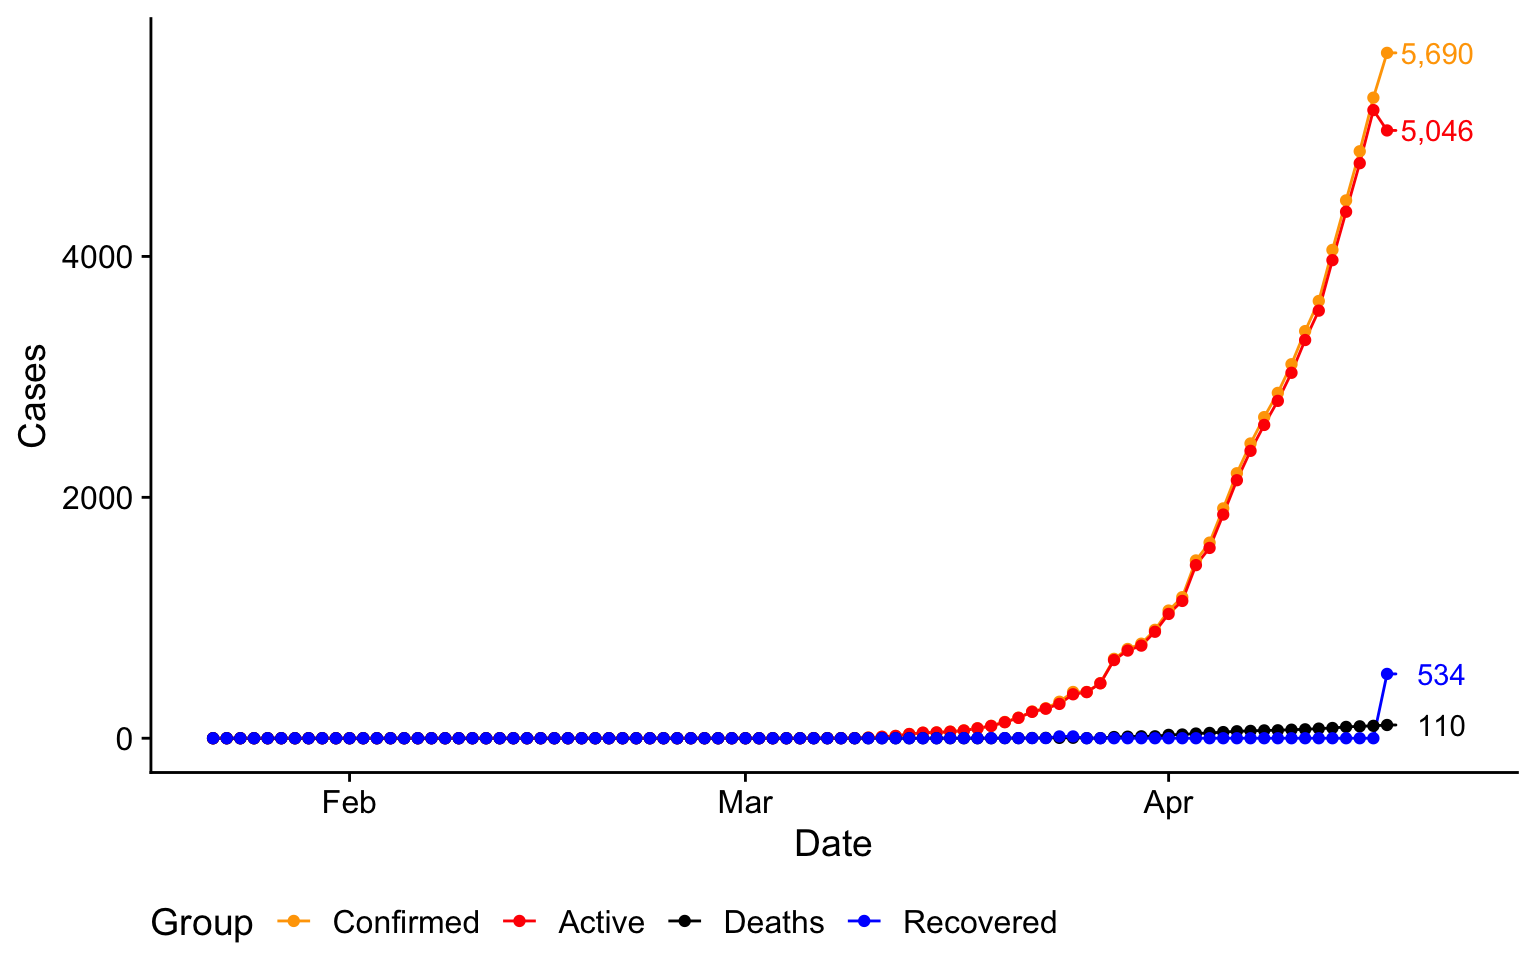 5,690
5,046
4000
Cases
2000
534
110
0
Feb Mar Apr
Date
Group Confirmed Active Deaths Recovered